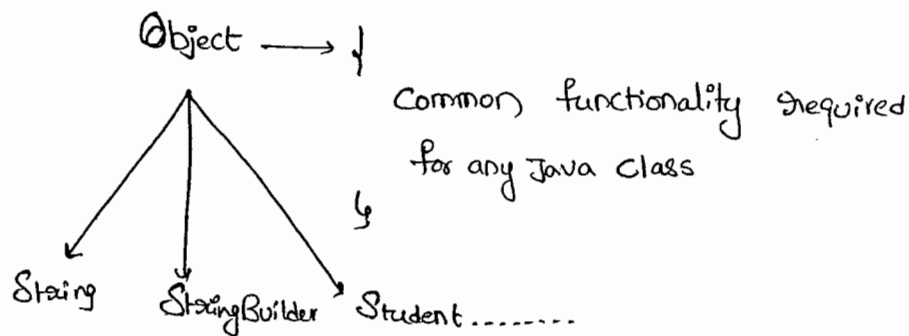 Object → {
Common functionality required
for any Java Class
}
String StringBuilder Student........